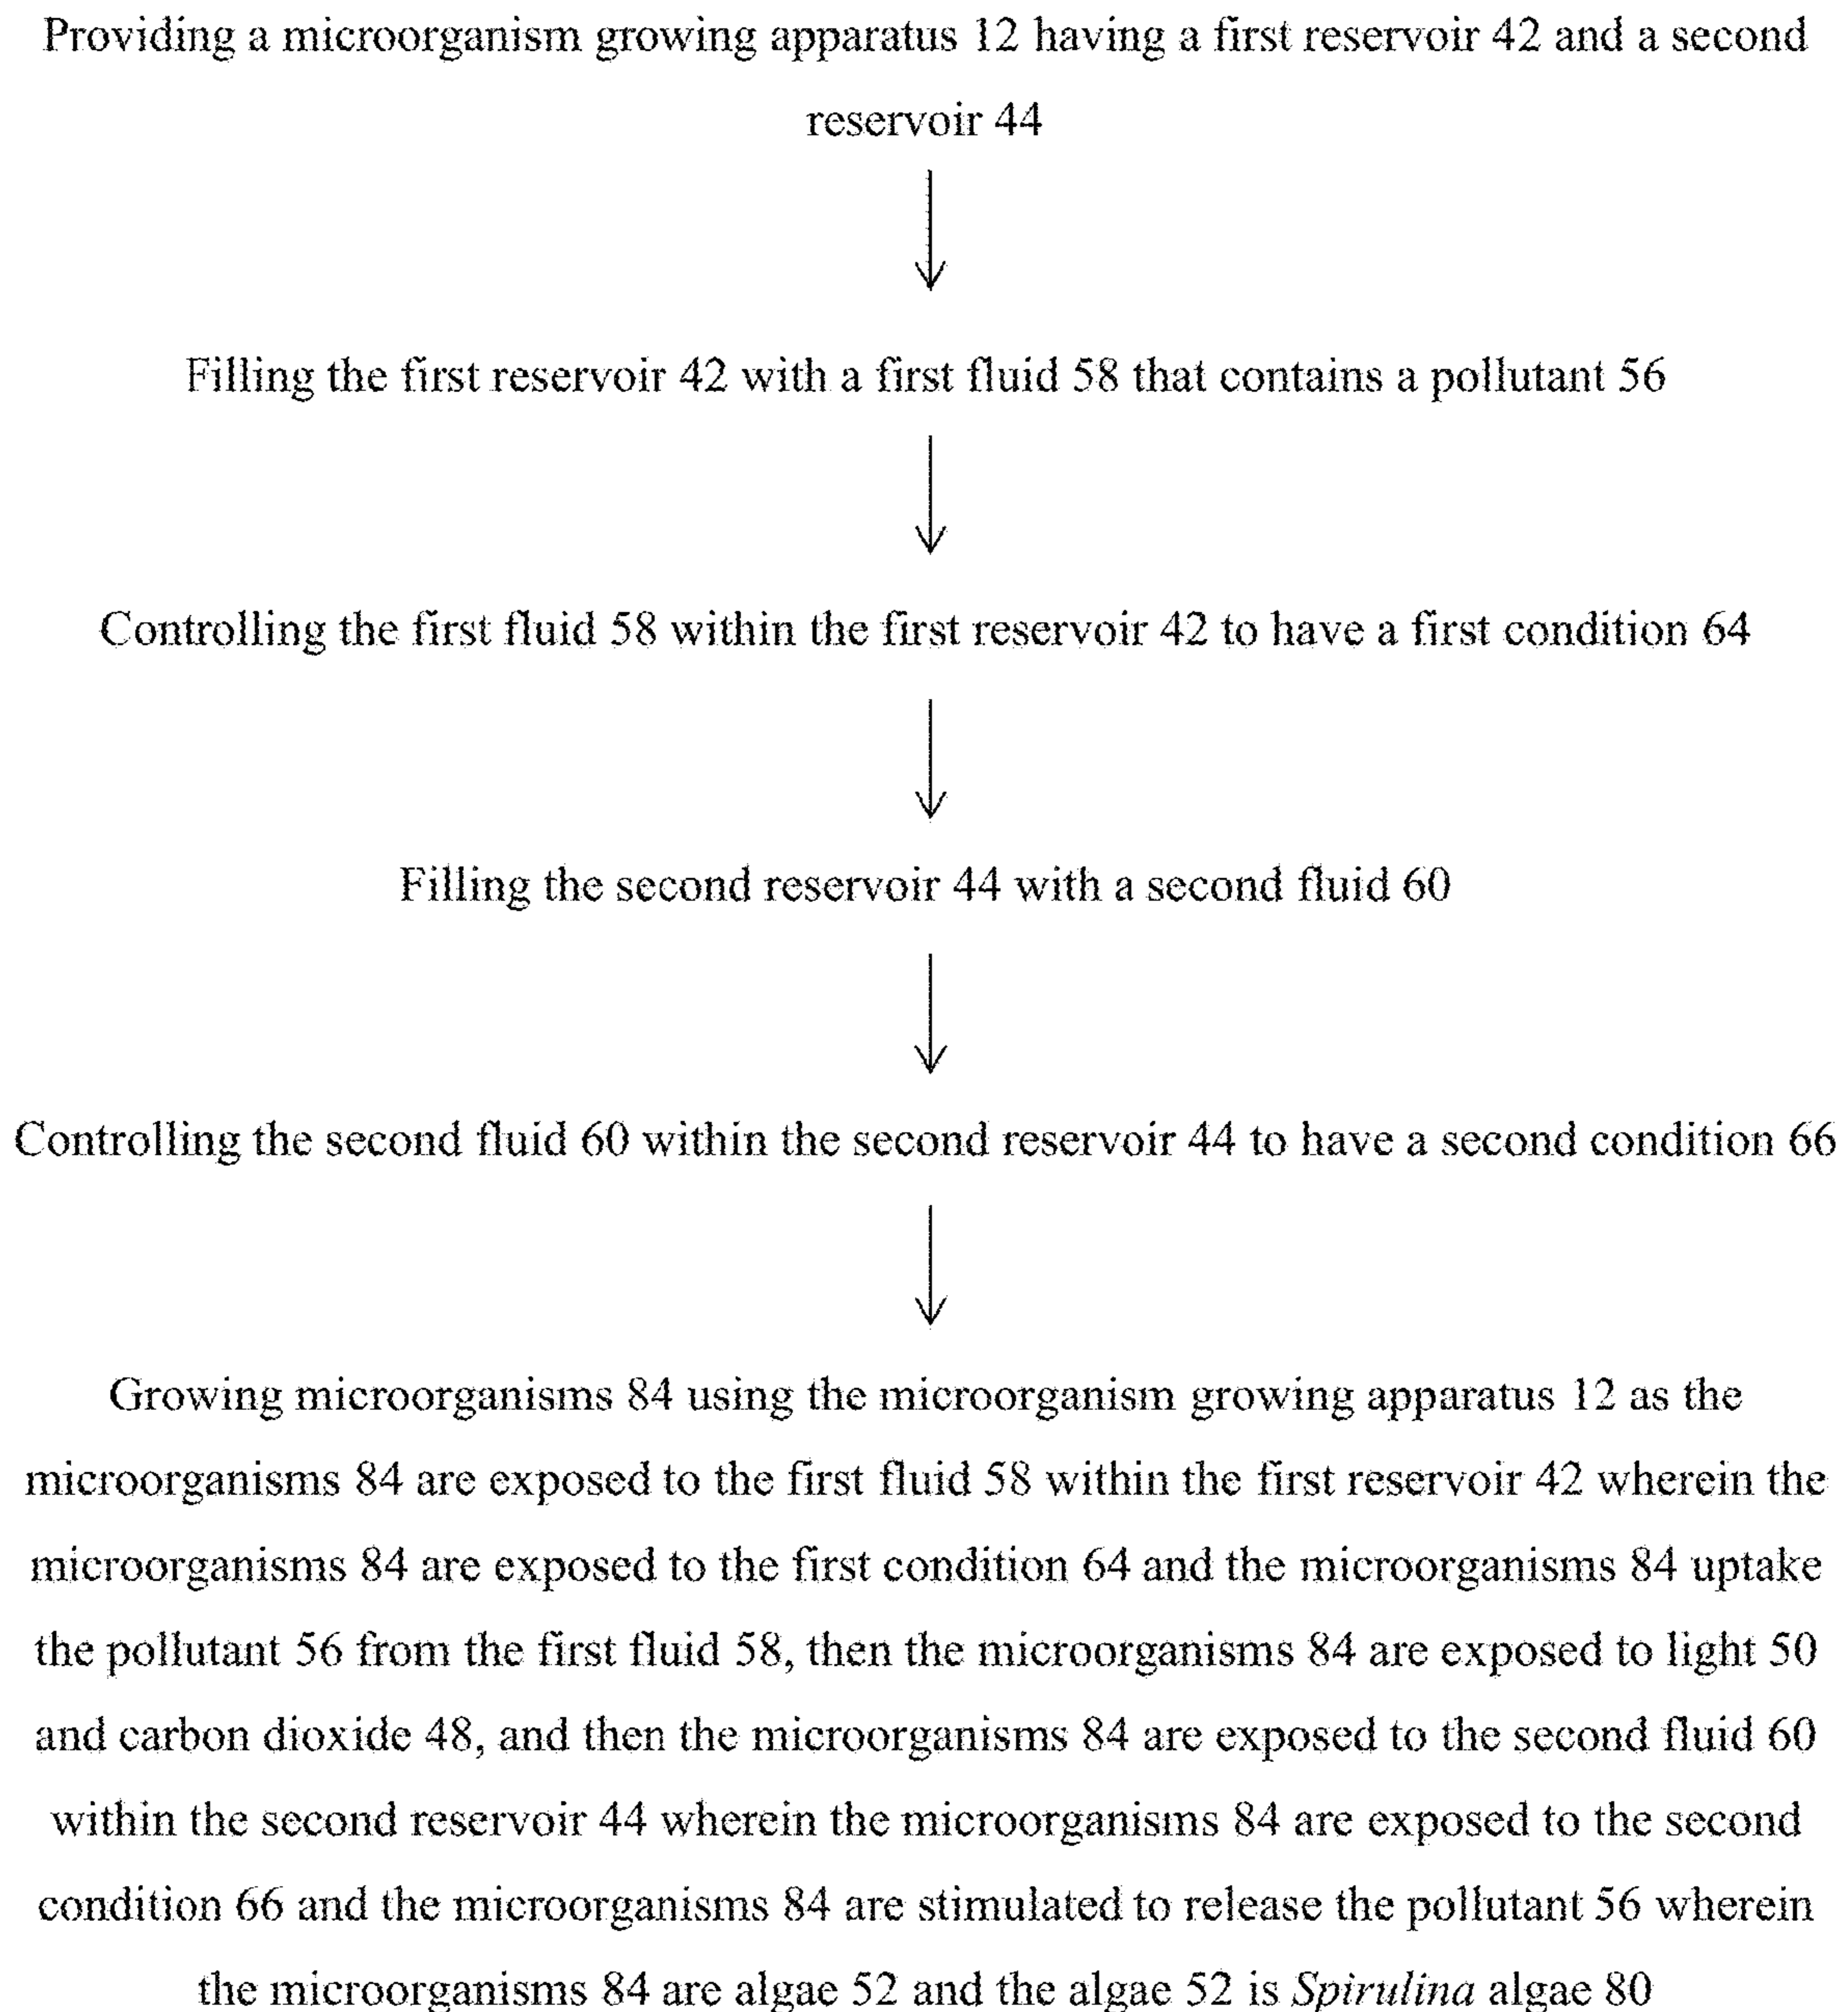 Providing a microorganism growing apparatus 12 having a first reservoir 42 and a second
reservoir 44
Filling the first reservoir 42 with a first fluid 58 that contains a pollutant 56
Controlling the first fluid 58 within the first reservoir 42 to have a first condition 64
Filling the second reservoir 44 with a second fluid 60
Controlling the second fluid 60 within the second reservoir 44 to have a second condition 66
Growing microorganisms 84 using the microorganism growing apparatus 12 as the
microorganisms 84 are exposed to the first fluid 58 within the first reservoir 42 wherein the
microorganisms 84 are exposed to the first condition 64 and the microorganisms 84 uptake
the pollutant 56 from the first fluid 58, then the microorganisms 84 are exposed to light 50
and carbon dioxide 48, and then the microorganisms 84 are exposed to the second fluid 60
within the second reservoir 44 wherein the microorganisms 84 are exposed to the second
condition 66 and the microorganisms 84 are stimulated to release the pollutant 56 wherein
the microorganisms 84 are algae 52 and the algae 52 is Spirulina algae 80